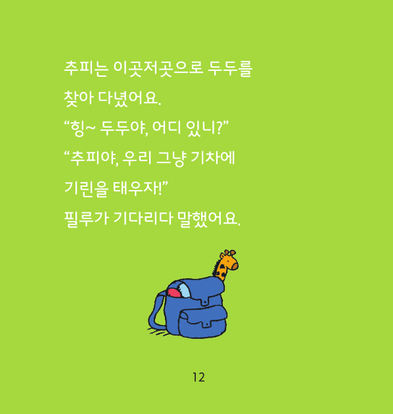 추피는 이곳저곳으로 두두를
찾아 다녔어요.
“힝~ 두두야, 어디 있니?”
“추피야, 우리 그냥 기차에
기린을 태우자!”
필루가 기다리다 말했어요.
12